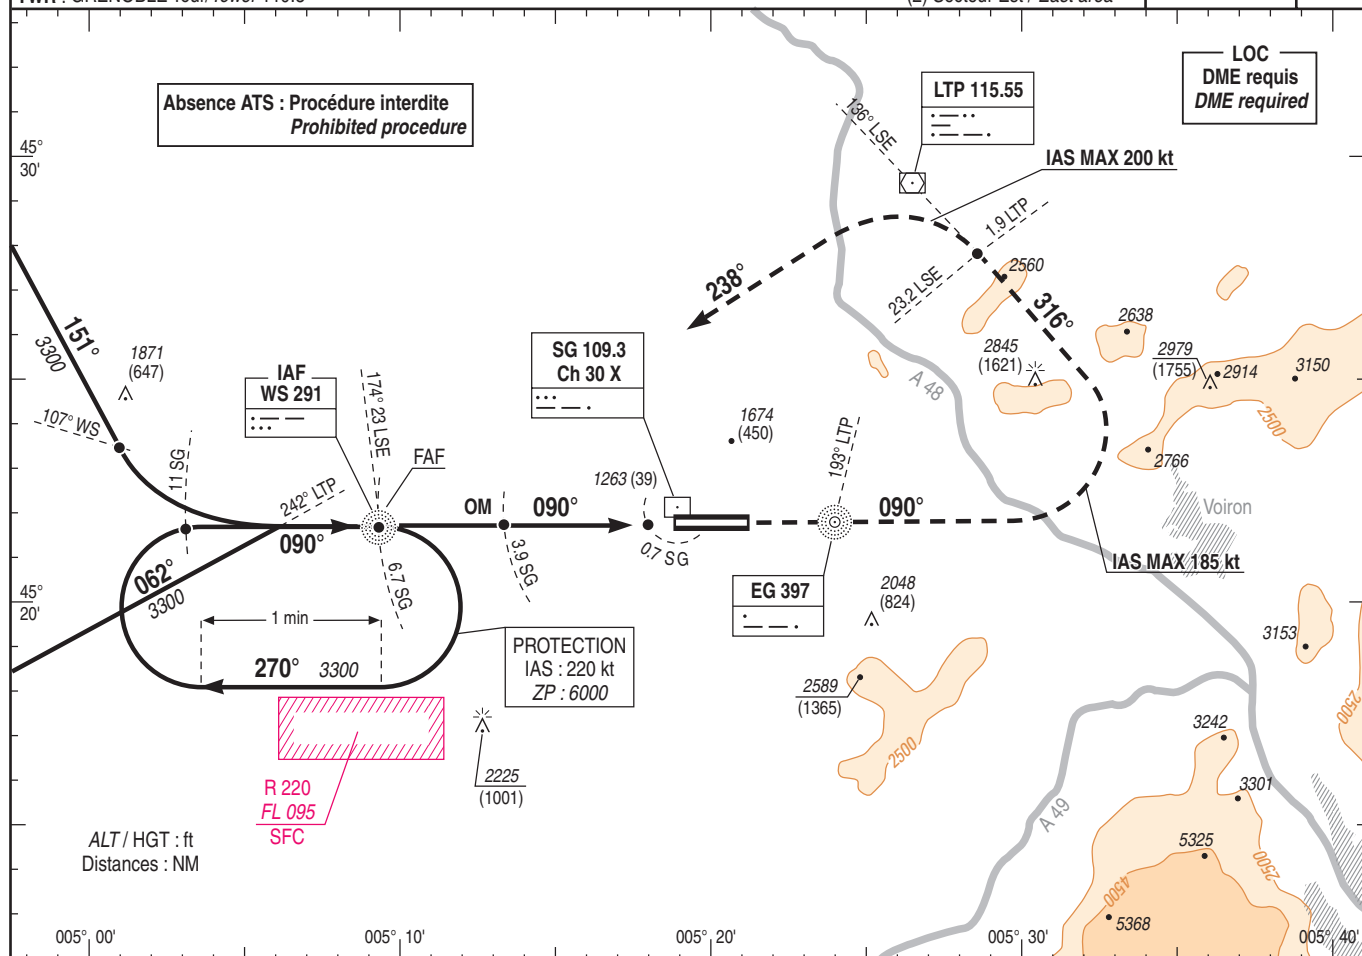 Absence ATS : Procédure interdite
Prohibited procedure
LOC
DME requis
DME required
LTP 115.55
136° LSE
45°
30'
IAS MAX 200 kt
1.9 LTP
23.2 LSE
238°
2560
316°
151°
3300
1871
(647)
IAF
WS 291
174° 23 LSE
SG 109.3
Ch 30 X
2845
(1621)
2638
2979
(1755)
2914
3150
A 48
2500
107° WS
11 SG
FAF
1674
(450)
193° LTP
2766
242° LTP
1263 (39)
Voiron
OM
090°
090°
090°
0.7 SG
3.9 SG
6.7 SG
IAS MAX 185 kt
062°
3300
45°
20'
1 min
EG 397
2048
(824)
3153
270° 3300
PROTECTION
IAS : 220 kt
ZP : 6000
2589
(1365)
2500
2500
3242
R 220
FL 095
SFC
2225
(1001)
3301
A 49
ALT / HGT : ft
Distances : NM
5325
2500
4500
5368
005° 00'
005° 10'
005° 20'
005° 30'
005° 40'